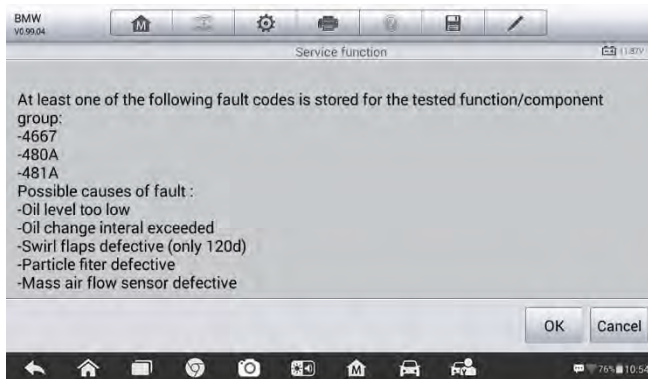 BMW
V0.99.04
Service function
11.87V
At least one of the following fault codes is stored for the tested function/component
group:
-4667
-480A
-481A
Possible causes of fault :
-Oil level too low
-Oil change interal exceeded
-Swirl flaps defective (only 120d)
-Particle fiter defective
-Mass air flow sensor defective
OK Cancel
76% 10:54